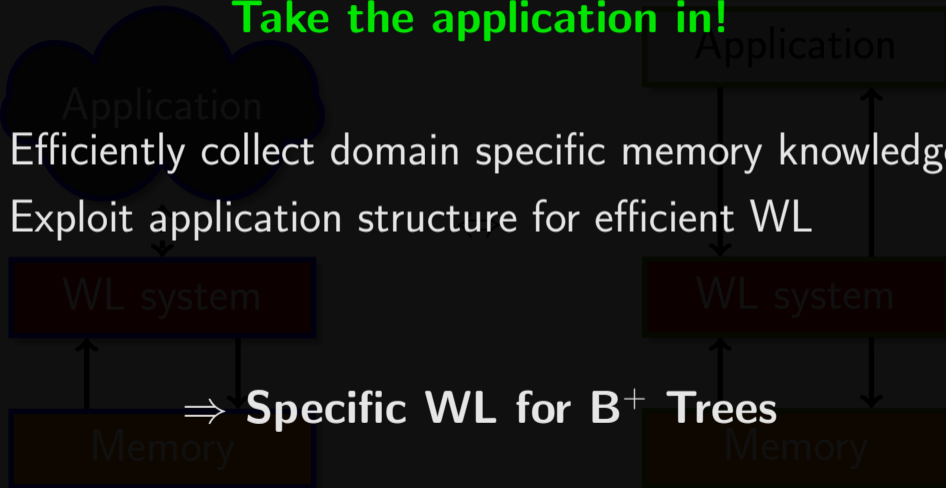 Take the application in!
Application
Application
Efficiently collect domain specific memory knowledge
Exploit application structure for efficient WL
WL system
WL system
⇒ Specific WL for B⁺ Trees
Memory
Memory